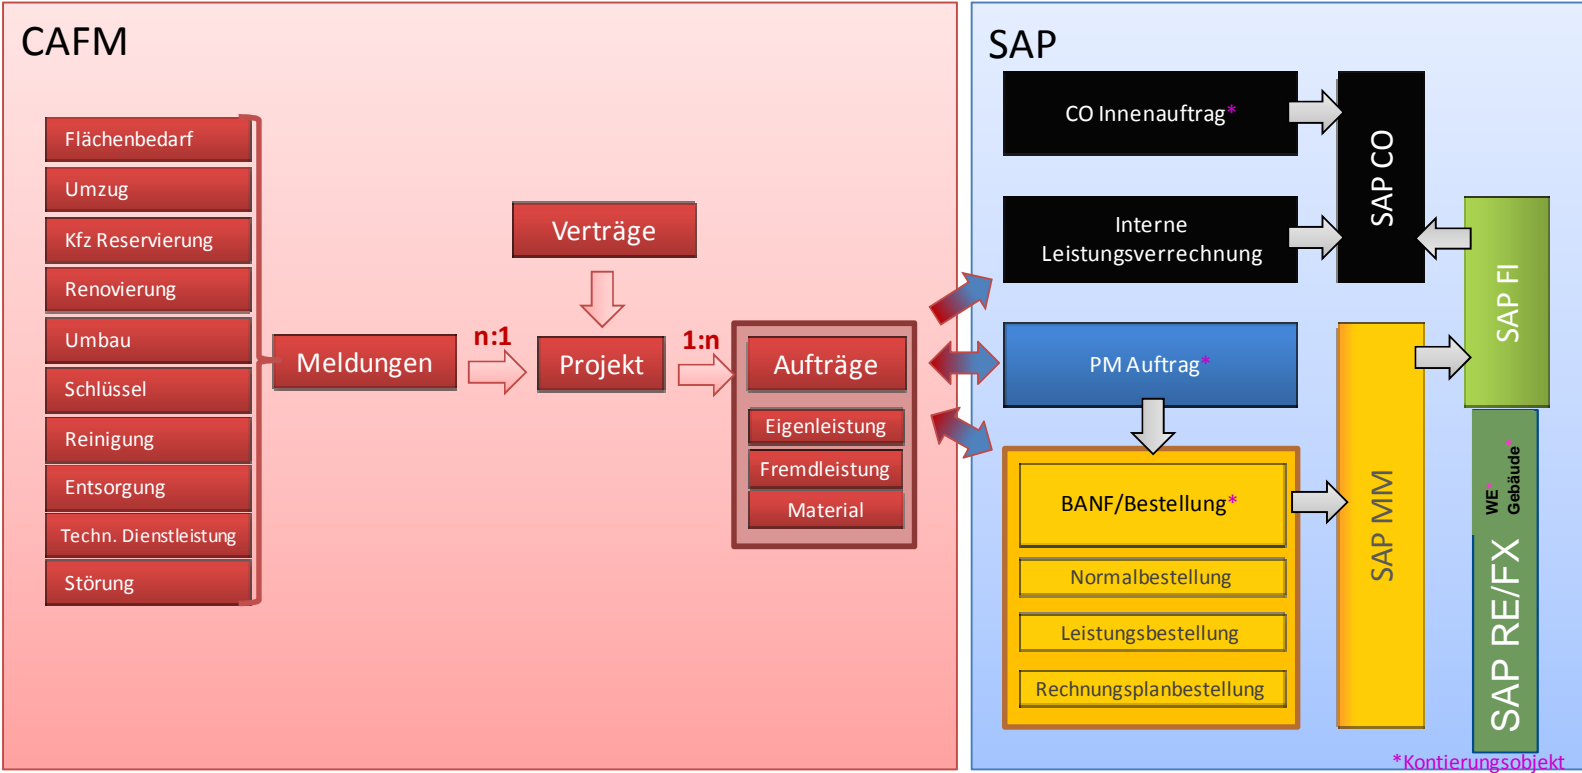 CAFM
Flächenbedarf
Umzug
Kfz Reservierung
Renovierung
Umbau
Schlüssel
Reinigung
Entsorgung
Techn. Dienstleistung
Störung
Meldungen
n:1
Verträge
Projekt
1:n
Aufträge
Eigenleistung
Fremdleistung
Material
SAP
CO Innenauftrag*
Interne
Leistungsverrechnung
PM Auftrag*
BANF/Bestellung*
Normalbestellung
Leistungsbestellung
Rechnungsplanbestellung
SAP CO
SAP MM
SAP FI
SAP RE/FX
WE*
Gebäude*
*Kontierungsobjekt